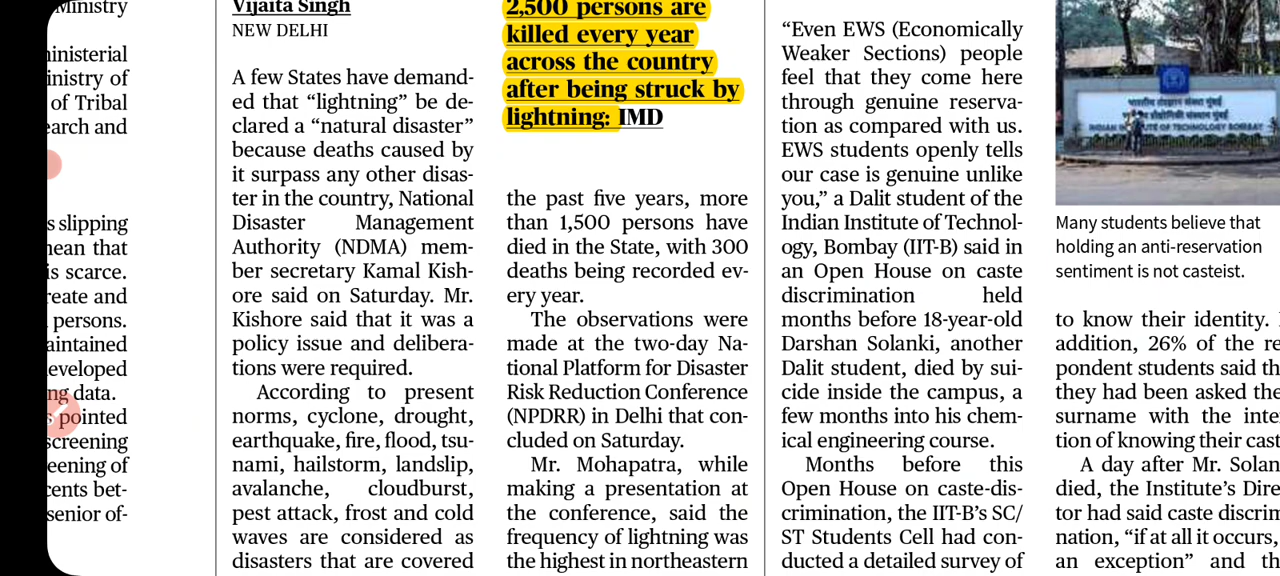 Ministry
ministerial
inistry of
of Tribal
earch and
s slipping
nean that
is scarce.
reate and
persons.
aintained
eveloped
ng data.
s pointed
screening
eening of
cents bet-
senior of-
Vijaita Singh
NEW DELHI
A few States have demand-
ed that “lightning” be de-
clared a “natural disaster”
because deaths caused by
it surpass any other disas-
ter in the country, National
Disaster Management
Authority (NDMA) mem-
ber secretary Kamal Kish-
ore said on Saturday. Mr.
Kishore said that it was a
policy issue and delibera-
tions were required.
According to present
norms, cyclone, drought,
earthquake, fire, flood, tsu-
nami, hailstorm, landslip,
avalanche, cloudburst,
pest attack, frost and cold
waves are considered as
disasters that are covered
2,500 persons are
killed every year
across the country
after being struck by
lightning: IMD
the past five years, more
than 1,500 persons have
died in the State, with 300
deaths being recorded ev-
ery year.
The observations were
made at the two-day Na-
tional Platform for Disaster
Risk Reduction Conference
(NPDRR) in Delhi that con-
cluded on Saturday.
Mr. Mohapatra, while
making a presentation at
the conference, said the
frequency of lightning was
the highest in northeastern
“Even EWS (Economically
Weaker Sections) people
feel that they come here
through genuine reserva-
tion as compared with us.
EWS students openly tells
our case is genuine unlike
you,” a Dalit student of the
Indian Institute of Technol-
ogy, Bombay (IIT-B) said in
an Open House on caste
discrimination held
months before 18-year-old
Darshan Solanki, another
Dalit student, died by sui-
cide inside the campus, a
few months into his chem-
ical engineering course.
Months before this
Open House on caste-dis-
crimination, the IIT-B’s SC/
ST Students Cell had con-
ducted a detailed survey of
भारतीय प्रौद्योगिकी संस्थान मुंबई
INDIAN INSTITUTE OF TECHNOLOGY BOMBAY
Many students believe that
holding an anti-reservation
sentiment is not casteist.
to know their identity.
addition, 26% of the re
pondent students said th
they had been asked the
surname with the inte
tion of knowing their cast
A day after Mr. Solan
died, the Institute’s Dire
tor had said caste discrim
nation, “if at all it occurs,
an exception” and th